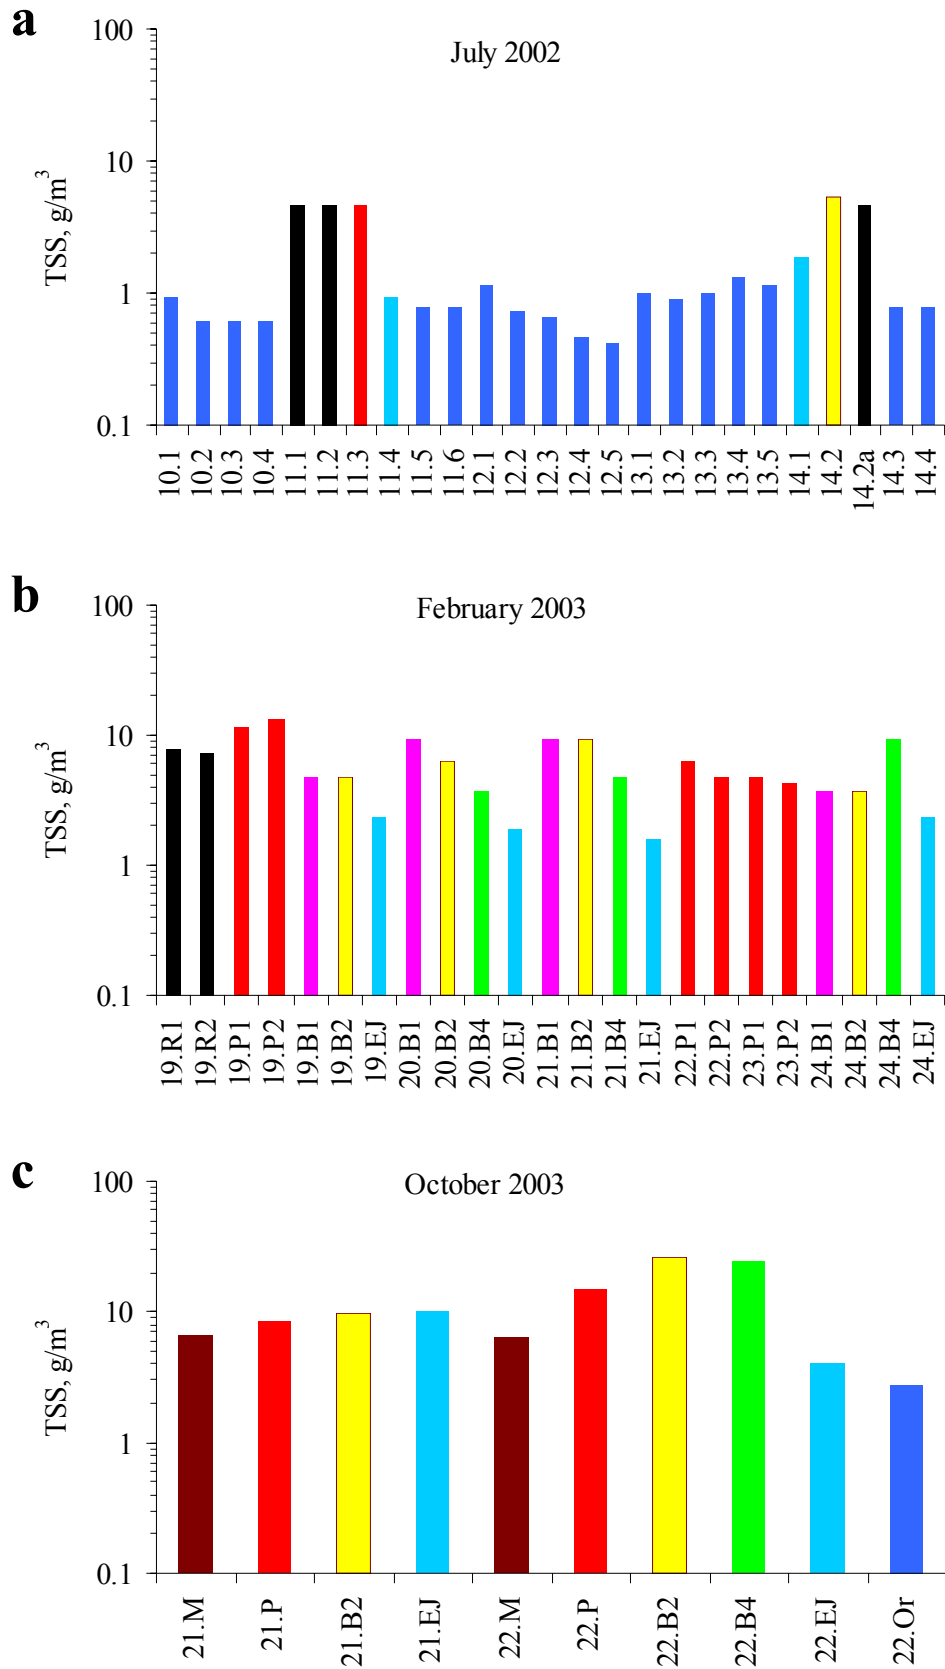 a
July 2002
TSS, g/m³
100
10
1
0.1
10.1 10.2 10.3 10.4 11.1 11.2 11.3 11.4 11.5 11.6 12.1 12.2 12.3 12.4 12.5 13.1 13.2 13.3 13.4 13.5 14.1 14.2 14.2a 14.3 14.4
b
February 2003
TSS, g/m³
100
10
1
0.1
19.R1 19.R2 19.P1 19.P2 19.B1 19.B2 19.EJ 20.B1 20.B2 20.B4 20.EJ 21.B1 21.B2 21.B4 21.EJ 22.P1 22.P2 23.P1 23.P2 24.B1 24.B2 24.B4 24.EJ
c
October 2003
TSS, g/m³
100
10
1
0.1
21.M 21.P 21.B2 21.EJ 22.M 22.P 22.B2 22.B4 22.EJ 22.Or